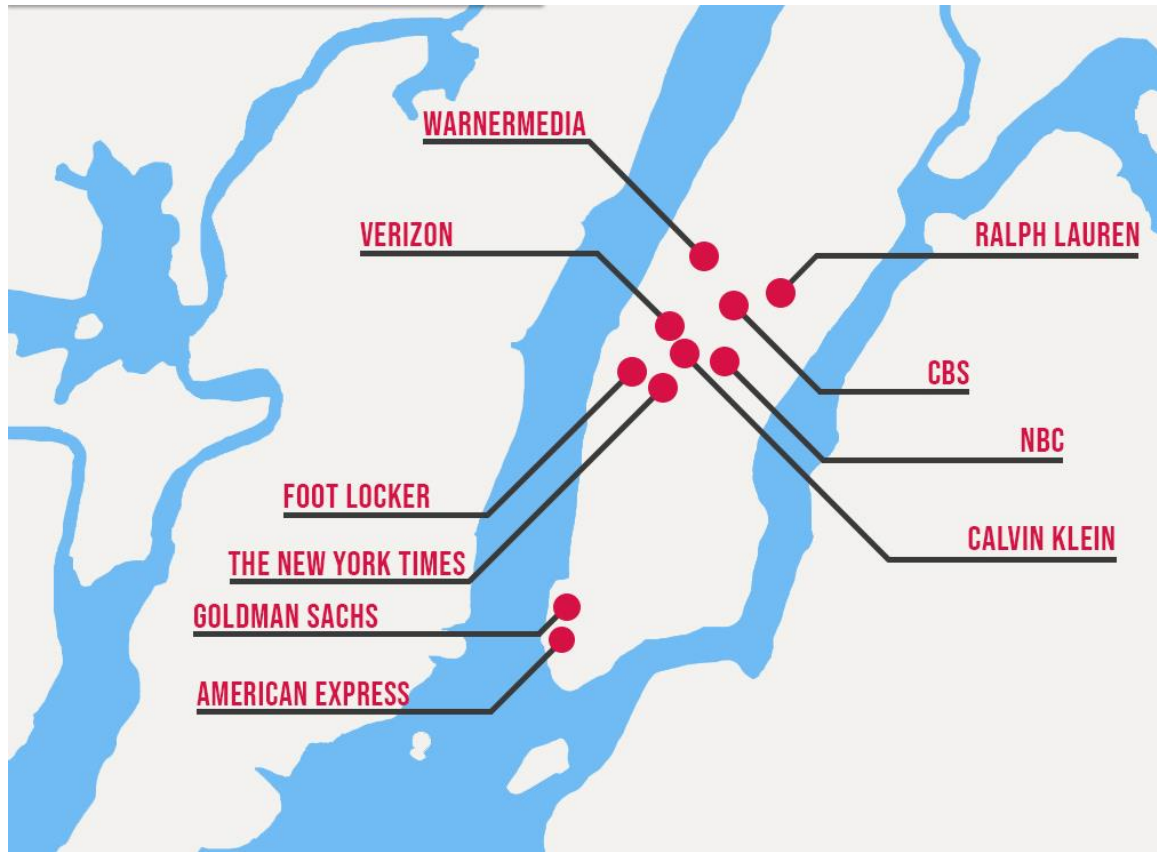 WARNERMEDIA
VERIZON
RALPH LAUREN
CBS
NBC
FOOT LOCKER
CALVIN KLEIN
THE NEW YORK TIMES
GOLDMAN SACHS
AMERICAN EXPRESS